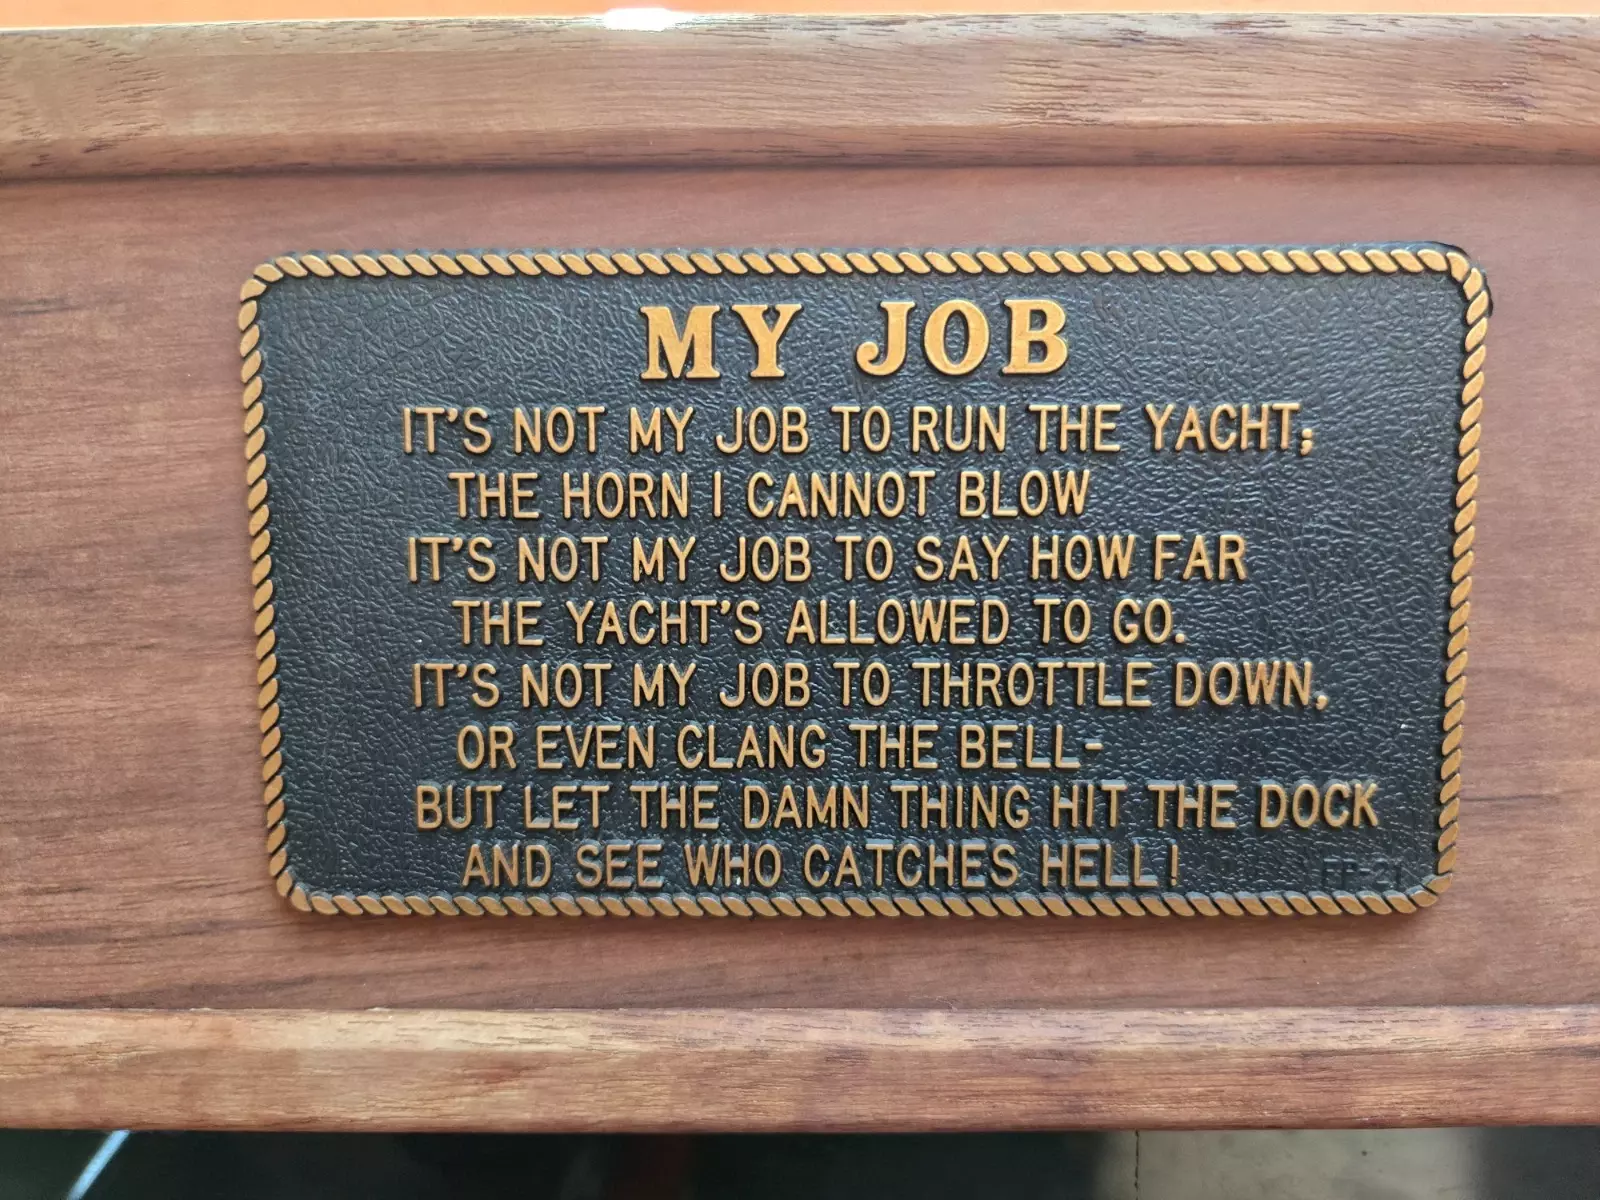 MY JOB
IT'S NOT MY JOB TO RUN THE YACHT;
THE HORN I CANNOT BLOW
IT'S NOT MY JOB TO SAY HOW FAR
THE YACHT'S ALLOWED TO GO.
IT'S NOT MY JOB TO THROTTLE DOWN,
OR EVEN CLANG THE BELL-
BUT LET THE DAMN THING HIT THE DOCK
AND SEE WHO CATCHES HELL!